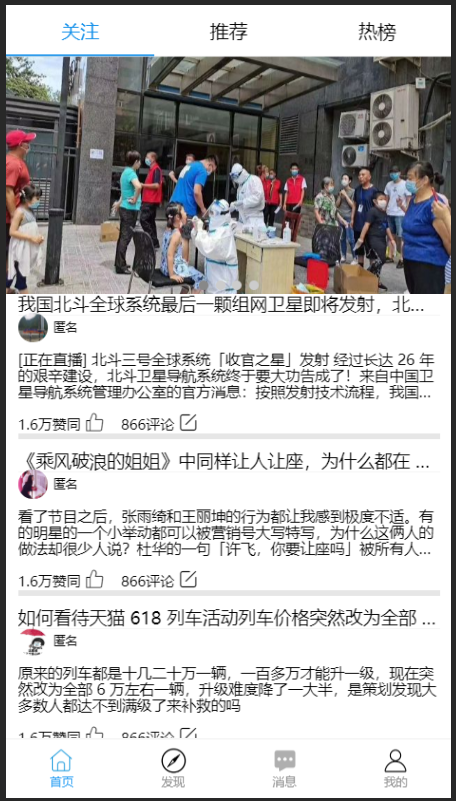 关注 推荐 热榜
我国北斗全球系统最后一颗组网卫星即将发射，北...
匿名
[正在直播] 北斗三号全球系统「收官之星」发射 经过长达 26 年
的艰辛建设，北斗卫星导航系统终于要大功告成了！来自中国卫
星导航系统管理办公室的官方消息：按照发射技术流程，我国...
1.6万赞同 866评论
《乘风破浪的姐姐》中同样让人让座，为什么都在 ...
匿名
看了节目之后，张雨绮和王丽坤的行为都让我感到极度不适。有
的明星的一个小举动都可以被营销号大写特写，为什么这俩人的
做法却很少人说？杜华的一句「许飞，你要让座吗」被所有人...
1.6万赞同 866评论
如何看待天猫 618 列车活动列车价格突然改为全部 ...
匿名
原来的列车都是十几二十万一辆，一百多万才能升一级，现在突
然改为全部 6 万左右一辆，升级难度降了一大半，是策划发现大
多数人都达不到满级了来补救的吗
1.6万赞同 866评论
首页 发现 消息 我的